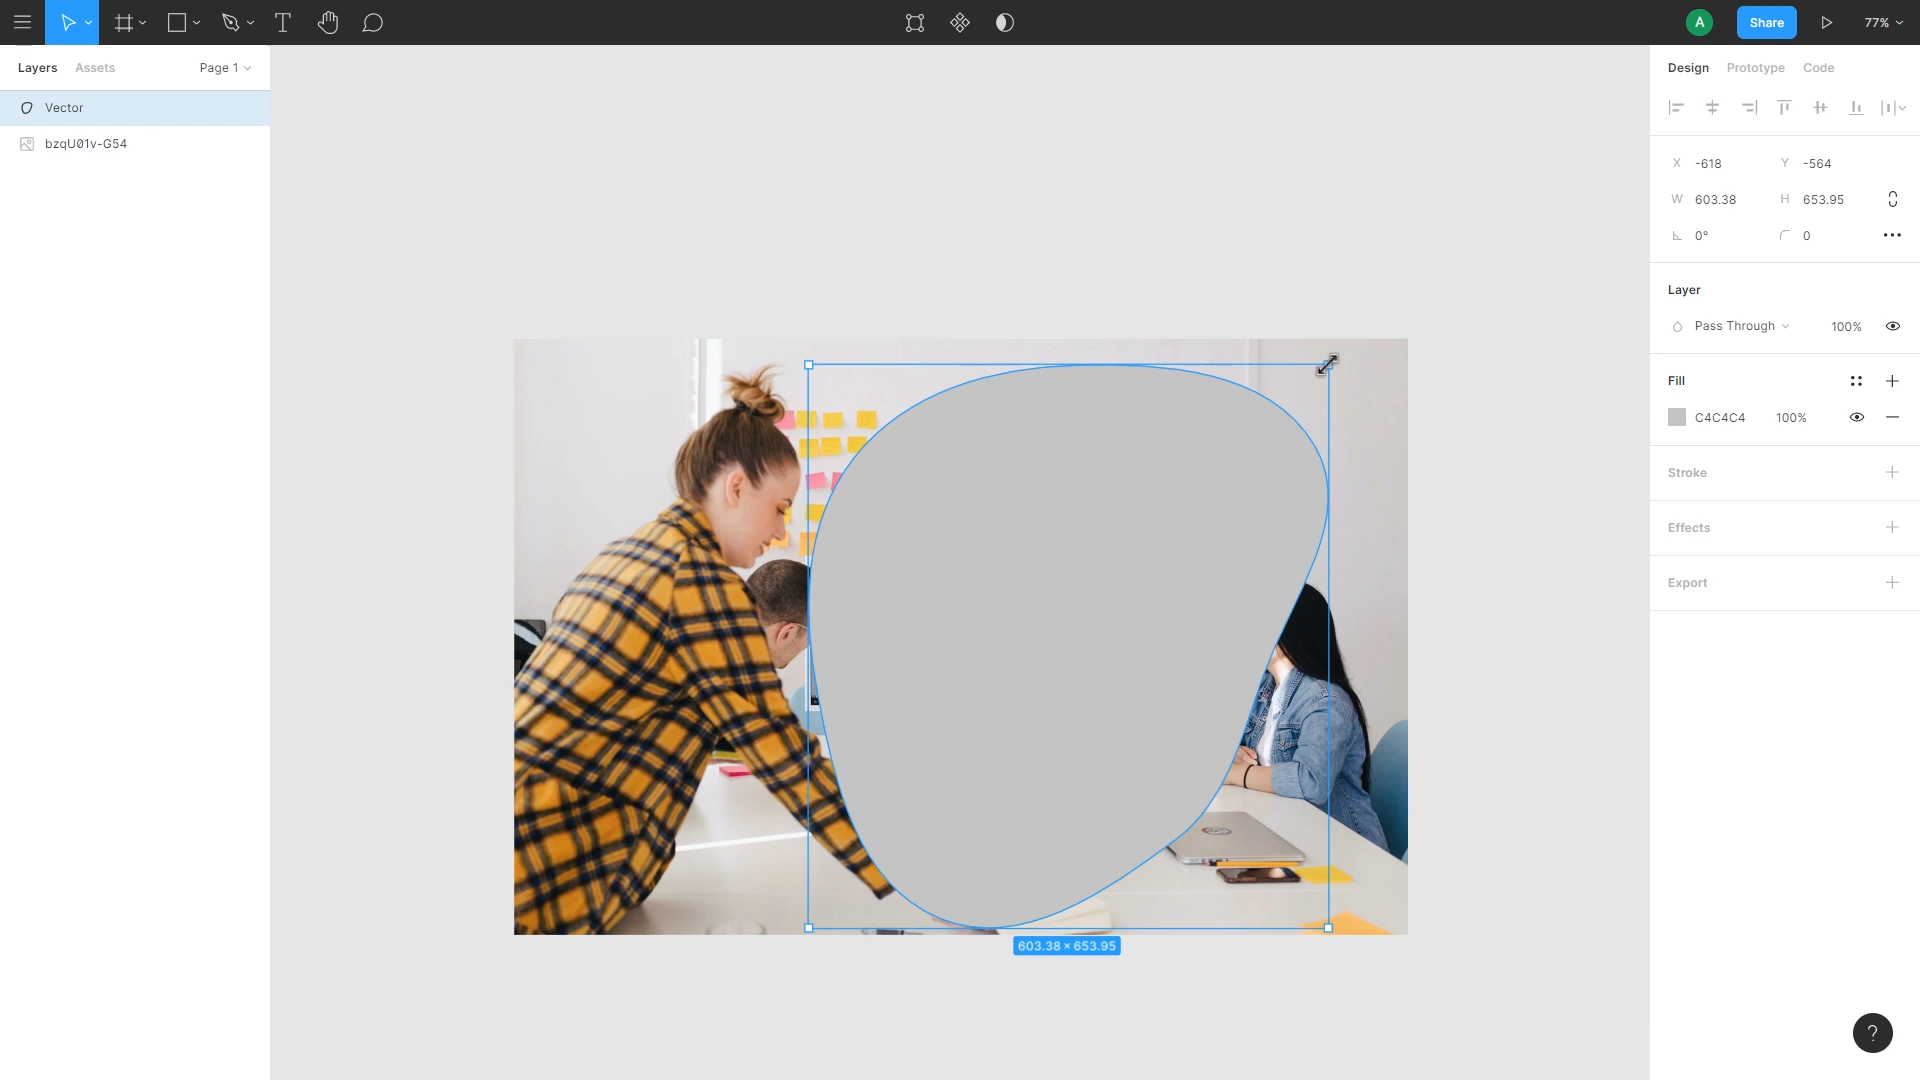 A
Share
77%
Layers
Assets
Page 1
Design
Prototype
Code
Vector
bzqU01v-G54
X -618
Y -564
W 603.38
H 653.95
0°
0
Layer
Pass Through
100%
Fill
C4C4C4
100%
Stroke
Effects
Export
603.38 × 653.95
?